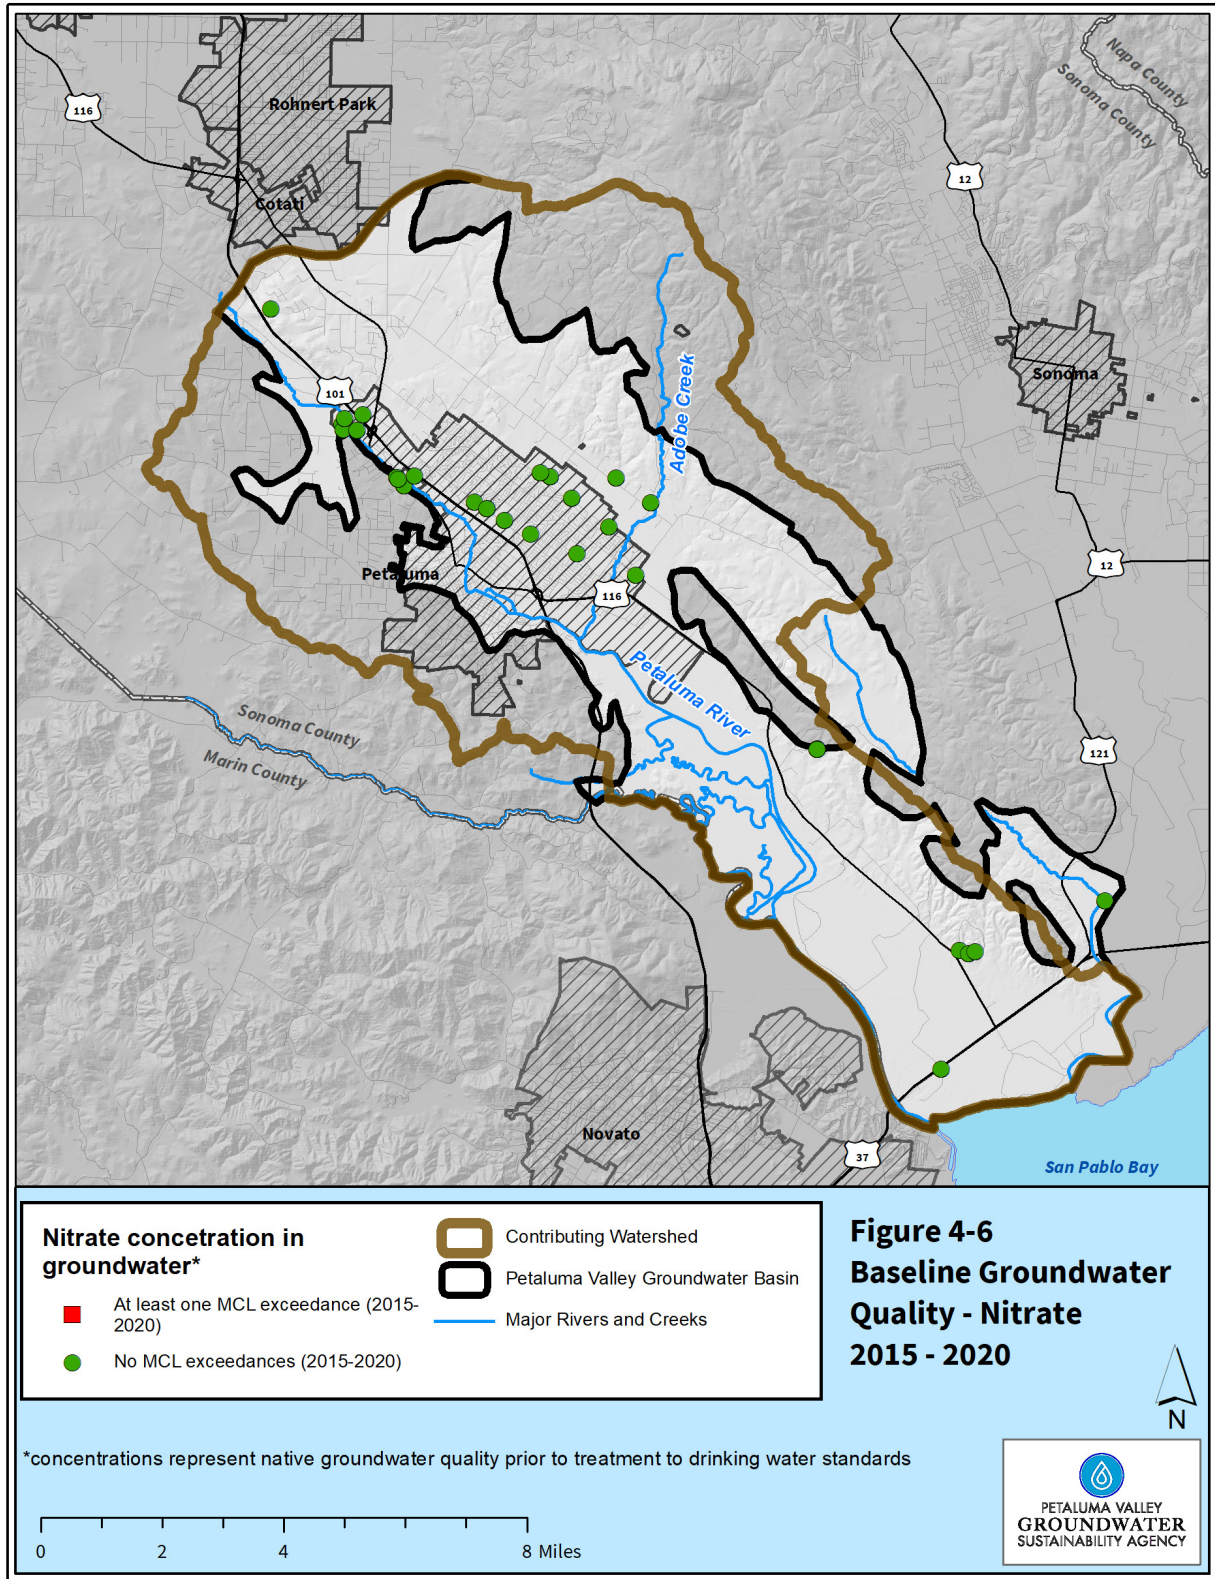 Napa County
Sonoma County
Rohnert Park
116
12
Cotati
Sonoma
101
Adobe Creek
12
Petaluma
116
Petaluma River
Sonoma County
Marin County
121
Novato
37
San Pablo Bay
Nitrate concetration in
groundwater*
At least one MCL exceedance (2015-
2020)
No MCL exceedances (2015-2020)
Contributing Watershed
Petaluma Valley Groundwater Basin
Major Rivers and Creeks
Figure 4-6
Baseline Groundwater
Quality - Nitrate
2015 - 2020
N
*concentrations represent native groundwater quality prior to treatment to drinking water standards
0 2 4 8 Miles
PETALUMA VALLEY
GROUNDWATER
SUSTAINABILITY AGENCY